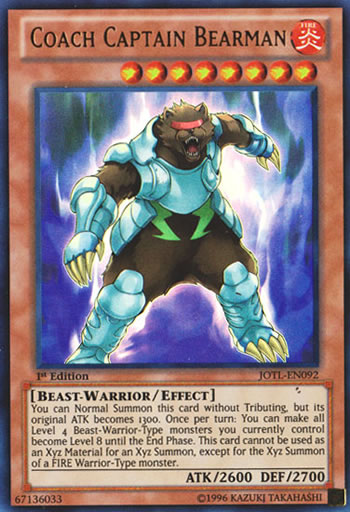 COACH CAPTAIN BEARMAN
FIRE
炎
1st Edition
JOTL-EN092
[BEAST-WARRIOR/EFFECT]
You can Normal Summon this card without Tributing, but its
original ATK becomes 1300. Once per turn: You can make all
Level 4 Beast-Warrior-Type monsters you currently control
become Level 8 until the End Phase. This card cannot be used as
an Xyz Material for an Xyz Summon, except for the Xyz Summon
of a FIRE Warrior-Type monster.
ATK/2600 DEF/2700
67136033
©1996 KAZUKI TAKAHASHI